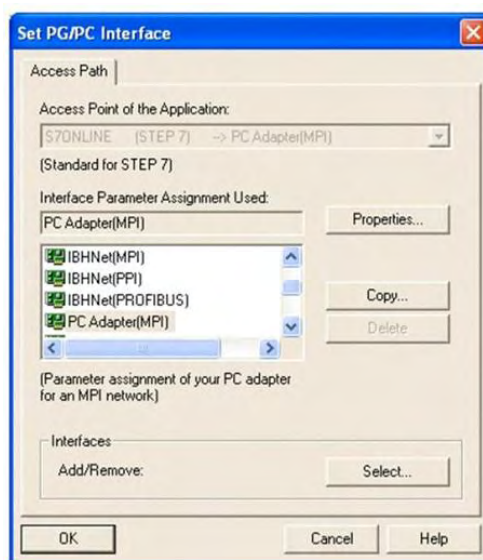 Set PG/PC Interface
Access Path
Access Point of the Application:
S7ONLINE (STEP 7) --> PC Adapter(MPI)
(Standard for STEP 7)
Interface Parameter Assignment Used:
PC Adapter(MPI)
Properties...
IBHNet(MPI)
IBHNet(PPI)
IBHNet(PROFIBUS)
PC Adapter(MPI)
Copy...
Delete
(Parameter assignment of your PC adapter
for an MPI network)
Interfaces
Add/Remove:
Select...
OK
Cancel
Help